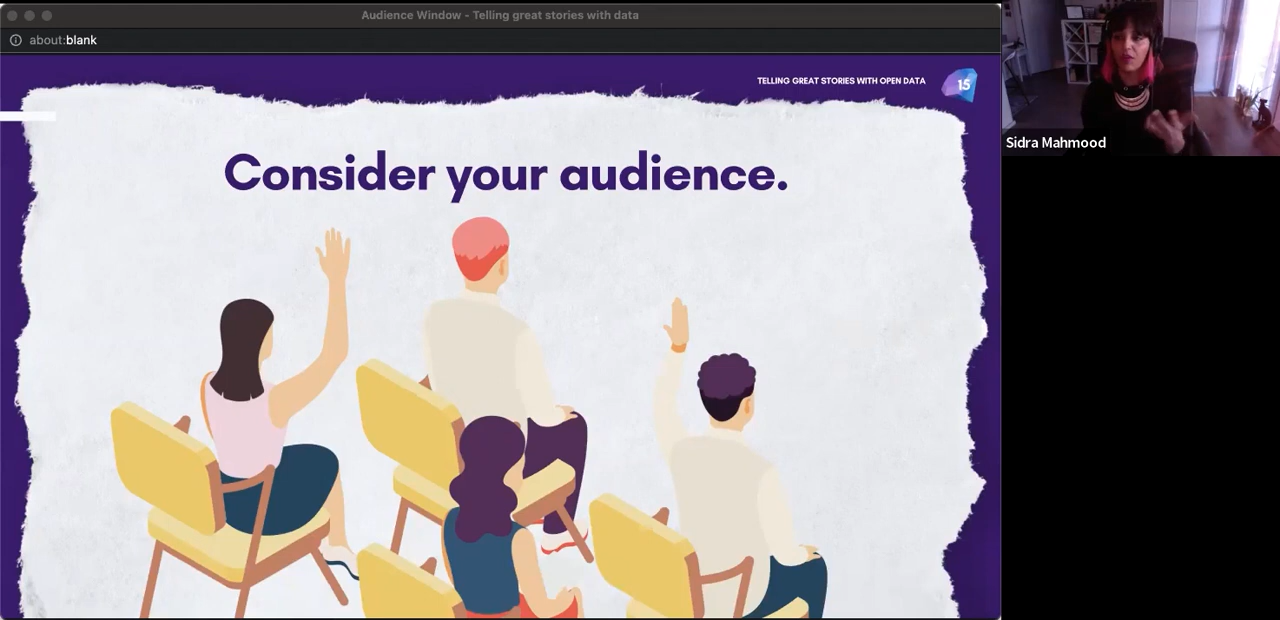 Audience Window - Telling great stories with data
about:blank
TELLING GREAT STORIES WITH OPEN DATA
15
Consider your audience.
Sidra Mahmood